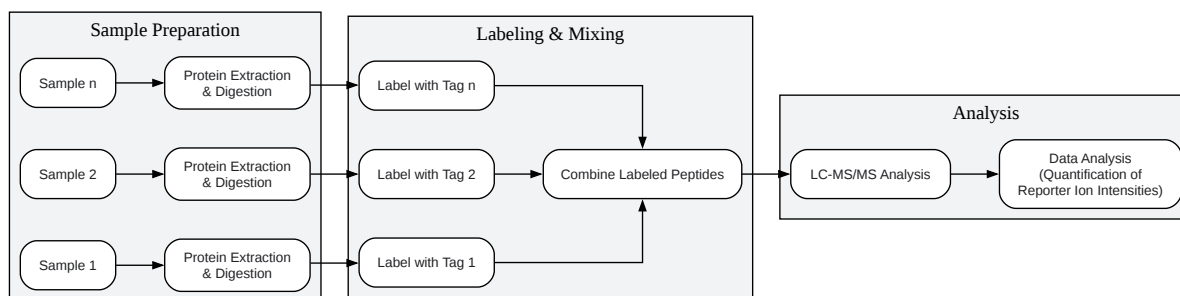 Sample Preparation
Sample n
Protein Extraction
& Digestion
Sample 2
Protein Extraction
& Digestion
Sample 1
Protein Extraction
& Digestion
Labeling & Mixing
Label with Tag n
Label with Tag 2
Combine Labeled Peptides
Label with Tag 1
Analysis
LC-MS/MS Analysis
Data Analysis
(Quantification of
Reporter Ion Intensities)